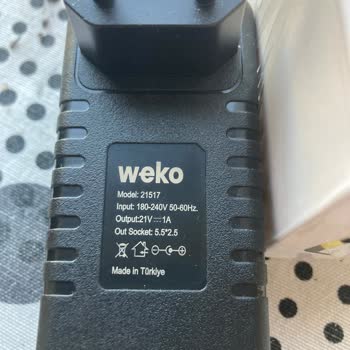 weko
Model: 21517
Input: 180-240V 50-60Hz.
Output:21V⎓1A
Out Socket: 5.5*2.5
Made in Türkiye